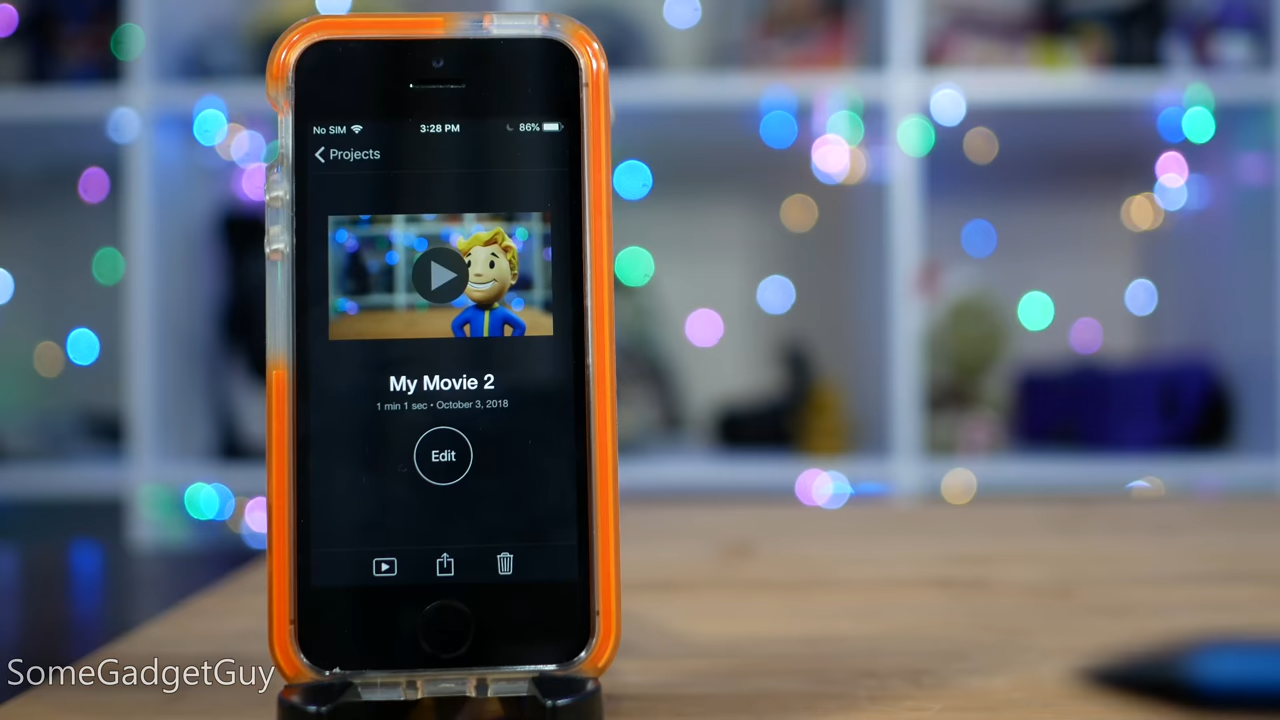 No SIM 3:28 PM 86%
Projects
My Movie 2
1 min 1 sec • October 3, 2018
Edit
SomeGadgetGuy